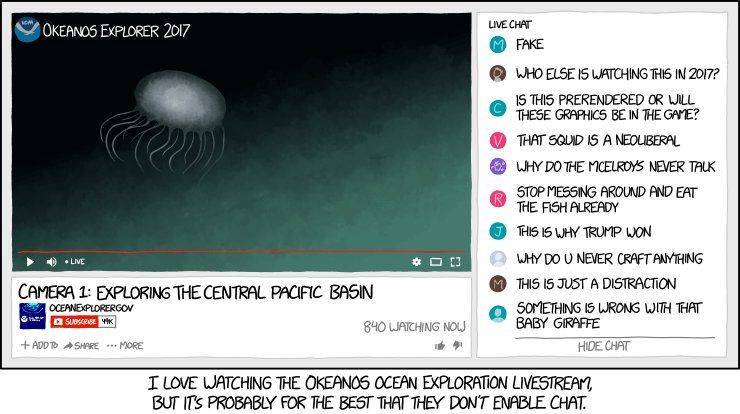 OKEANOS EXPLORER 2017
LIVE
CAMERA 1: EXPLORING THE CENTRAL PACIFIC BASIN
OCEANEXPLORERGOV
SUBSCRIBE 49K
840 WATCHING NOW
+ ADD TO SHARE ... MORE
LIVE CHAT
M FAKE
WHO ELSE IS WATCHING THIS IN 2017?
C IS THIS PRERENDERED OR WILL
THESE GRAPHICS BE IN THE GAME?
V THAT SQUID IS A NEOLIBERAL
WHY DO THE MCELROYS NEVER TALK
R STOP MESSING AROUND AND EAT
THE FISH ALREADY
J THIS IS WHY TRUMP WON
WHY DO U NEVER CRAFT ANYTHING
M THIS IS JUST A DISTRACTION
SOMETHING IS WRONG WITH THAT
BABY GIRAFFE
HIDE CHAT
I LOVE WATCHING THE OKEANOS OCEAN EXPLORATION LIVESTREAM,
BUT IT'S PROBABLY FOR THE BEST THAT THEY DON'T ENABLE CHAT.